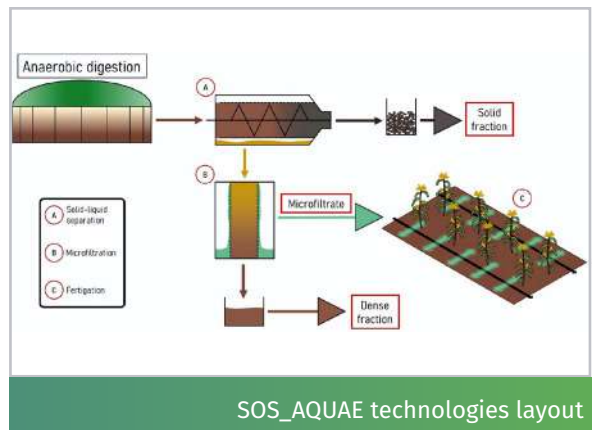 Anaerobic digestion
A
Solid
fraction
B
Microfiltrate
C
A Solid-liquid
separation
B Microfiltration
C Fertigation
Dense
fraction
SOS_AQUAE technologies layout